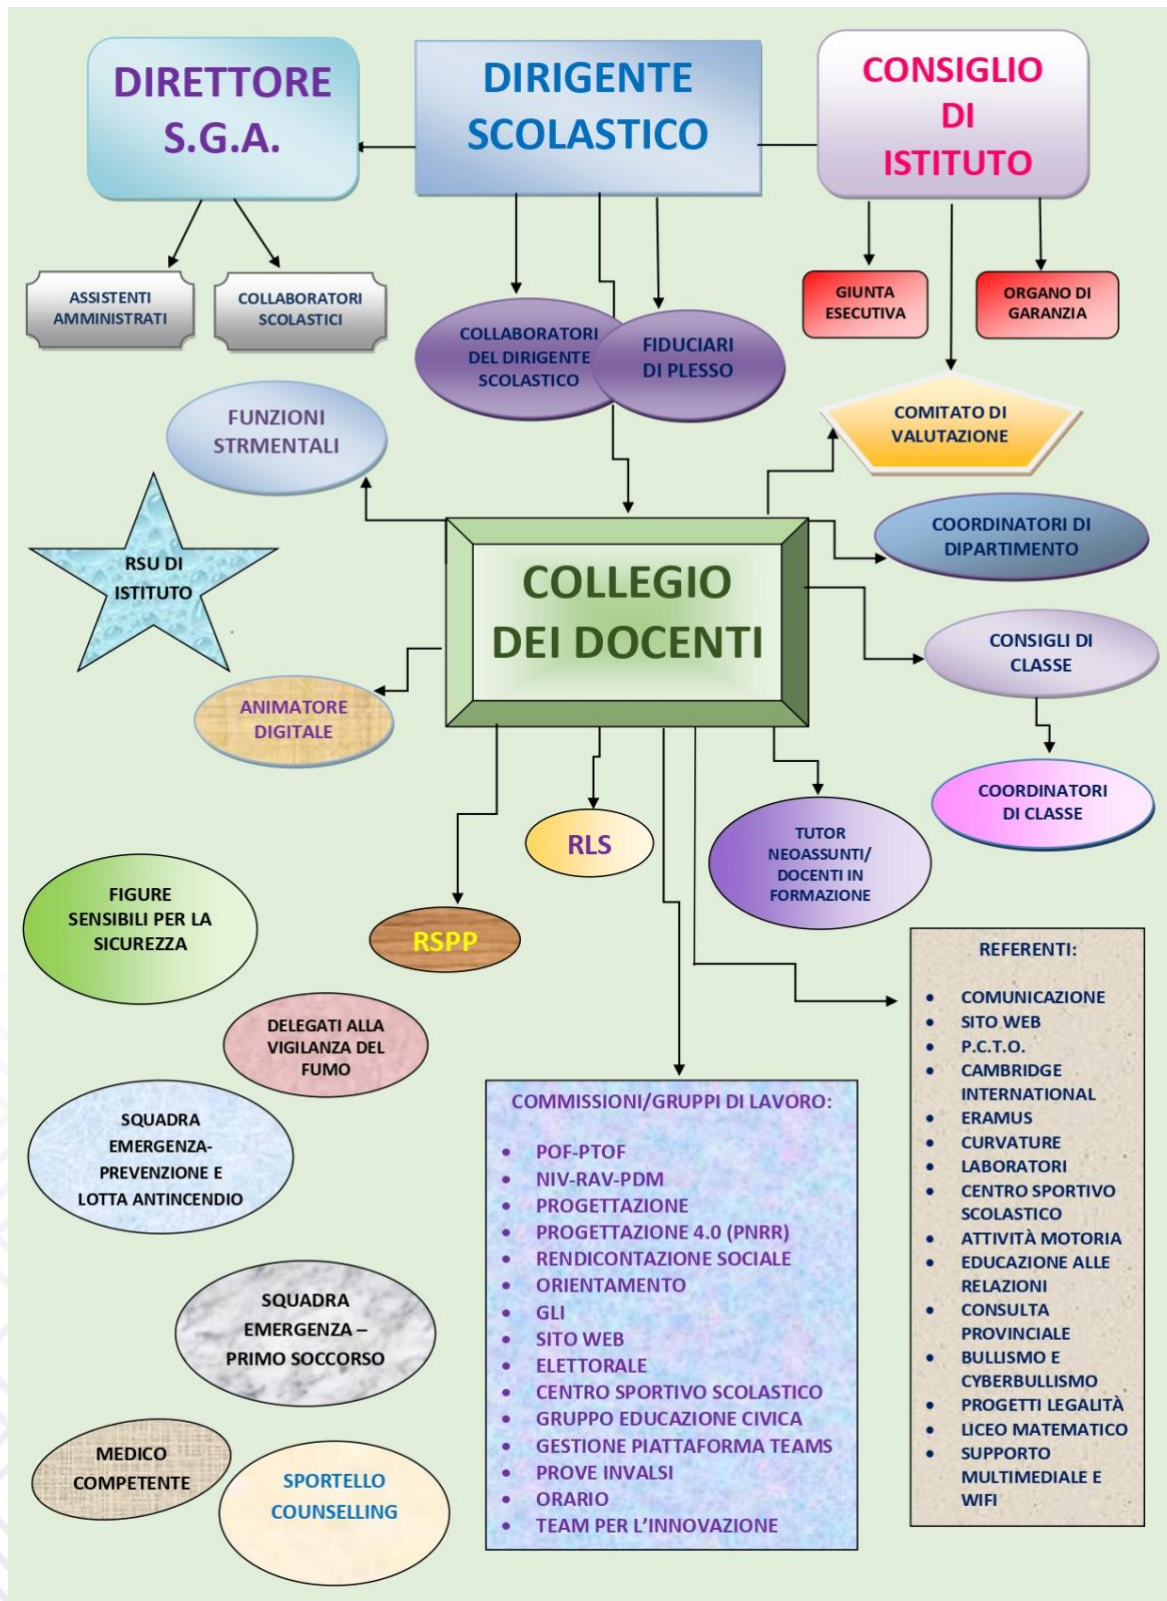 DIRETTORE
S.G.A.
DIRIGENTE
SCOLASTICO
CONSIGLIO
DI
ISTITUTO
ASSISTENTI
AMMINISTRATI
COLLABORATORI
SCOLASTICI
COLLABORATORI
DEL DIRIGENTE
SCOLASTICO
FIDUCIARI
DI PLESSO
GIUNTA
ESECUTIVA
ORGANO DI
GARANZIA
FUNZIONI
STRMENTALI
COMITATO DI
VALUTAZIONE
RSU DI
ISTITUTO
COLLEGIO
DEI DOCENTI
COORDINATORI DI
DIPARTIMENTO
CONSIGLI DI
CLASSE
ANIMATORE
DIGITALE
COORDINATORI
DI CLASSE
RLS
TUTOR
NEOASSUNTI/
DOCENTI IN
FORMAZIONE
FIGURE
SENSIBILI PER LA
SICUREZZA
RSPP
DELEGATI ALLA
VIGILANZA DEL
FUMO
SQUADRA
EMERGENZA-
PREVENZIONE E
LOTTA ANTINCENDIO
SQUADRA
EMERGENZA –
PRIMO SOCCORSO
MEDICO
COMPETENTE
SPORTELLO
COUNSELLING
COMMISSIONI/GRUPPI DI LAVORO:
• POF-PTOF
• NIV-RAV-PDM
• PROGETTAZIONE
• PROGETTAZIONE 4.0 (PNRR)
• RENDICONTAZIONE SOCIALE
• ORIENTAMENTO
• GLI
• SITO WEB
• ELETTORALE
• CENTRO SPORTIVO SCOLASTICO
• GRUPPO EDUCAZIONE CIVICA
• GESTIONE PIATTAFORMA TEAMS
• PROVE INVALSI
• ORARIO
• TEAM PER L'INNOVAZIONE
REFERENTI:
• COMUNICAZIONE
• SITO WEB
• P.C.T.O.
• CAMBRIDGE
INTERNATIONAL
• ERAMUS
• CURVATURE
• LABORATORI
• CENTRO SPORTIVO
SCOLASTICO
• ATTIVITÀ MOTORIA
• EDUCAZIONE ALLE
RELAZIONI
• CONSULTA
PROVINCIALE
• BULLISMO E
CYBERBULLISMO
• PROGETTI LEGALITÀ
• LICEO MATEMATICO
• SUPPORTO
MULTIMEDIALE E
WIFI